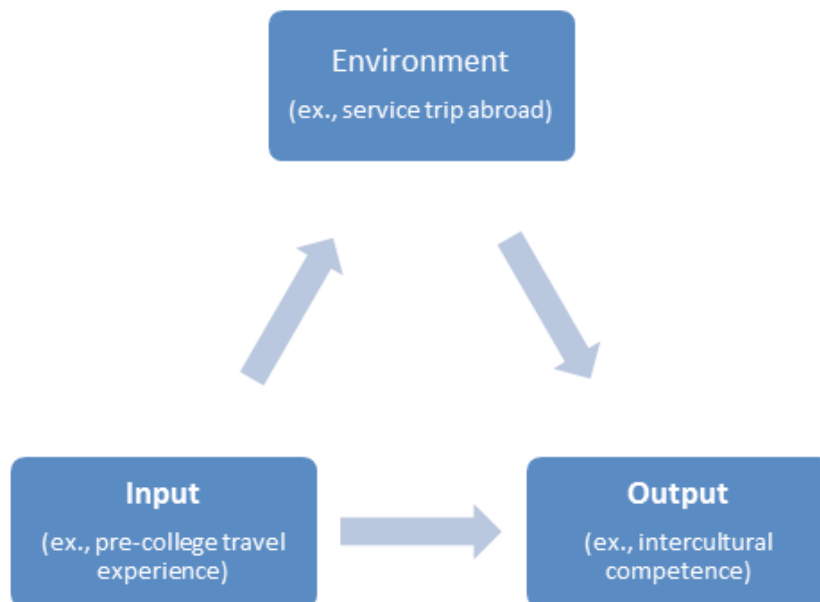 Environment
(ex., service trip abroad)
Input
(ex., pre-college travel
experience)
Output
(ex., intercultural
competence)